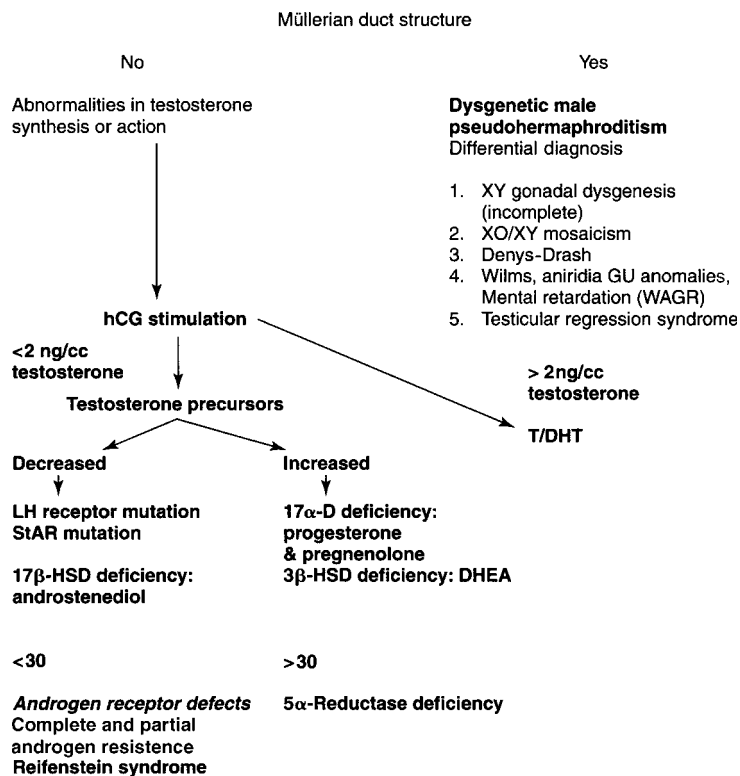 Müllerian duct structure
No
Yes
Abnormalities in testosterone
synthesis or action
Dysgenetic male
pseudohermaphroditism
Differential diagnosis
1. XY gonadal dysgenesis
(incomplete)
2. XO/XY mosaicism
3. Denys-Drash
4. Wilms, aniridia GU anomalies,
Mental retardation (WAGR)
5. Testicular regression syndrome
hCG stimulation
<2 ng/cc
testosterone
> 2ng/cc
testosterone
Testosterone precursors
T/DHT
Decreased
Increased
LH receptor mutation
StAR mutation
17β-HSD deficiency:
androstenediol
17α-D deficiency:
progesterone
& pregnenolone
3β-HSD deficiency: DHEA
<30
>30
Androgen receptor defects
Complete and partial
androgen resistence
Reifenstein syndrome
5α-Reductase deficiency